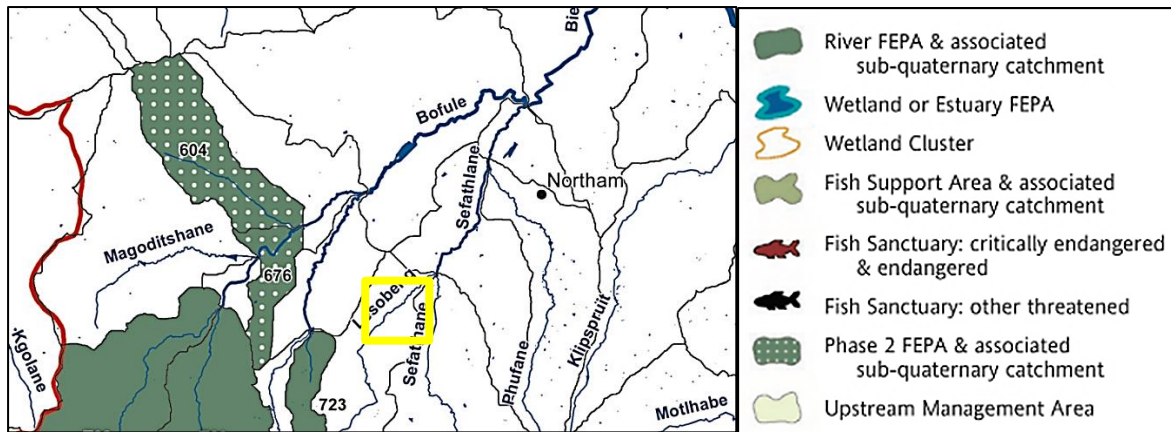 Bie
Bofule
604
Northam
Sefathlane
Magoditshane
676
Sefathlane
Kgolane
Phufane
Klipspruit
723
Motlhabe
River FEPA & associated
sub-quaternary catchment
Wetland or Estuary FEPA
Wetland Cluster
Fish Support Area & associated
sub-quaternary catchment
Fish Sanctuary: critically endangered
& endangered
Fish Sanctuary: other threatened
Phase 2 FEPA & associated
sub-quaternary catchment
Upstream Management Area